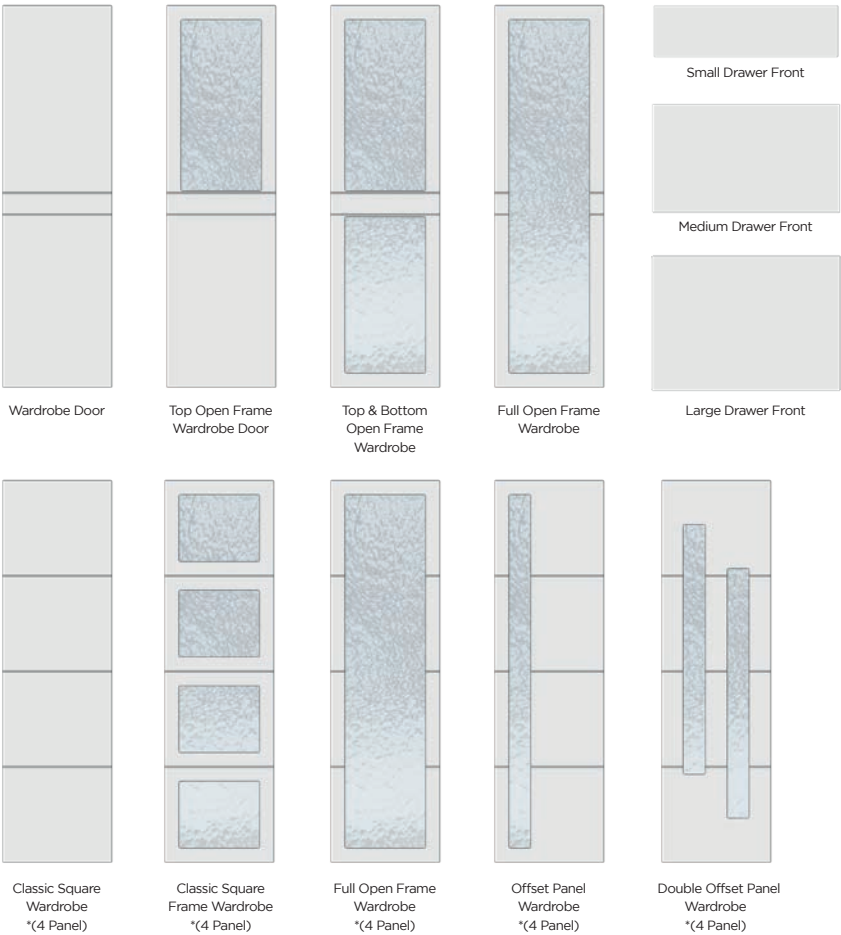 Small Drawer Front
Medium Drawer Front
Wardrobe Door
Top Open Frame
Wardrobe Door
Top & Bottom
Open Frame
Wardrobe
Full Open Frame
Wardrobe
Large Drawer Front
Classic Square
Wardrobe
*(4 Panel)
Classic Square
Frame Wardrobe
*(4 Panel)
Full Open Frame
Wardrobe
*(4 Panel)
Offset Panel
Wardrobe
*(4 Panel)
Double Offset Panel
Wardrobe
*(4 Panel)